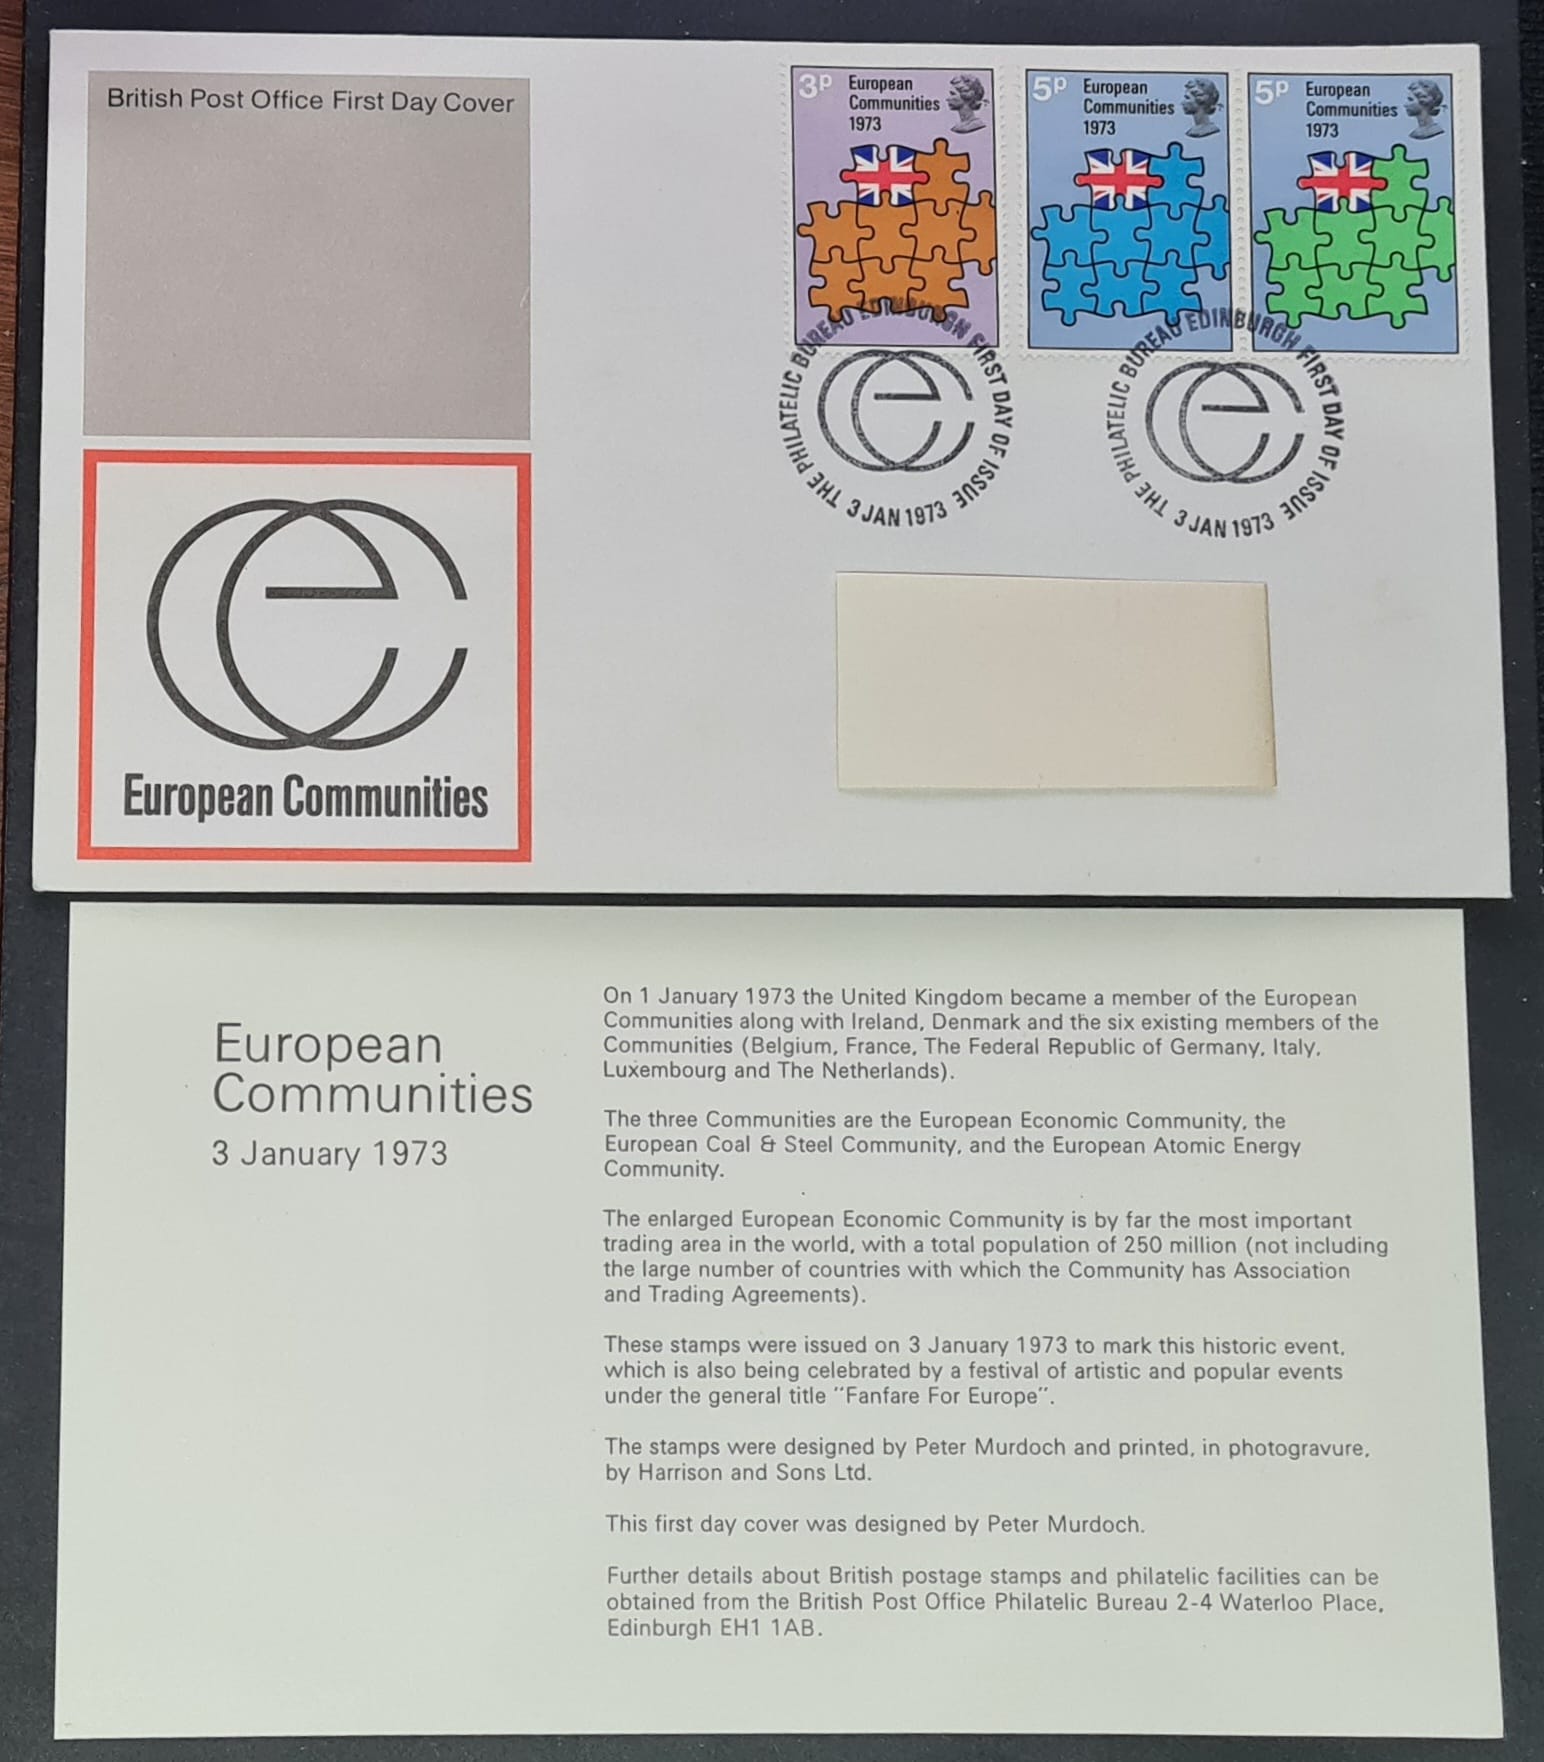 British Post Office First Day Cover
3P
European
Communities
1973
5P
European
Communities
1973
5P
European
Communities
1973
THE PHILATELIC BUREAU EDINBURGH FIRST DAY OF ISSUE
3 JAN 1973
THE PHILATELIC BUREAU EDINBURGH FIRST DAY OF ISSUE
3 JAN 1973
European Communities
European
Communities
3 January 1973
On 1 January 1973 the United Kingdom became a member of the European
Communities along with Ireland, Denmark and the six existing members of the
Communities (Belgium, France, The Federal Republic of Germany, Italy,
Luxembourg and The Netherlands).
The three Communities are the European Economic Community, the
European Coal & Steel Community, and the European Atomic Energy
Community.
The enlarged European Economic Community is by far the most important
trading area in the world, with a total population of 250 million (not including
the large number of countries with which the Community has Association
and Trading Agreements).
These stamps were issued on 3 January 1973 to mark this historic event,
which is also being celebrated by a festival of artistic and popular events
under the general title "Fanfare For Europe".
The stamps were designed by Peter Murdoch and printed, in photogravure,
by Harrison and Sons Ltd.
This first day cover was designed by Peter Murdoch.
Further details about British postage stamps and philatelic facilities can be
obtained from the British Post Office Philatelic Bureau 2-4 Waterloo Place,
Edinburgh EH1 1AB.